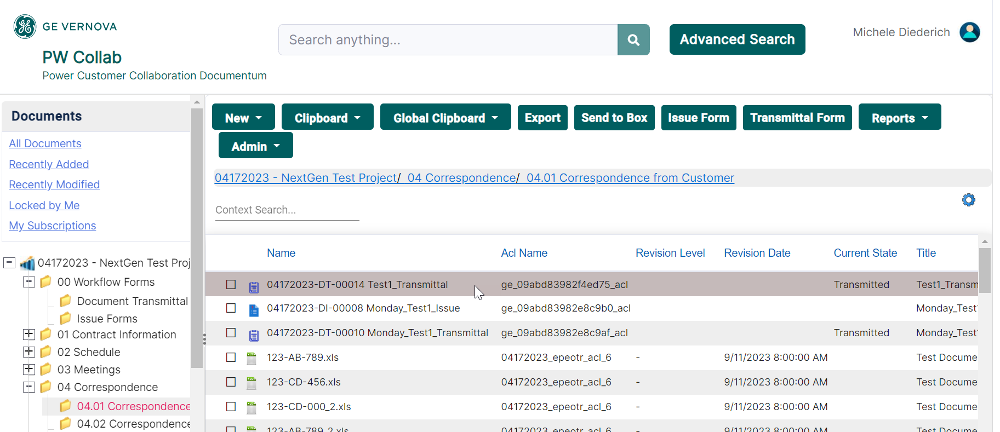 GE VERNOVA
PW Collab
Power Customer Collaboration Documentum
Search anything...
Advanced Search
Michele Diederich
Documents
All Documents
Recently Added
Recently Modified
Locked by Me
My Subscriptions
04172023 - NextGen Test Proj
00 Workflow Forms
Document Transmittal
Issue Forms
01 Contract Information
02 Schedule
03 Meetings
04 Correspondence
04.01 Correspondence
04.02 Correspondence
New Clipboard Global Clipboard Export Send to Box Issue Form Transmittal Form Reports
Admin
04172023 - NextGen Test Project/ 04 Correspondence/ 04.01 Correspondence from Customer
Context Search...
Name Acl Name Revision Level Revision Date Current State Title
04172023-DT-00014 Test1_Transmittal ge_09abd83982f4ed75_acl Transmitted Test1_Transm
04172023-DI-00008 Monday_Test1_Issue ge_09abd83982e8c9b0_acl Monday_Test1
04172023-DT-00010 Monday_Test1_Transmittal ge_09abd83982e8c9af_acl Transmitted Monday_Test1
123-AB-789.xls 04172023_epeotr_acl_6 - 9/11/2023 8:00:00 AM Test Docume
123-CD-456.xls 04172023_epeotr_acl_6 - 9/11/2023 8:00:00 AM Test Docume
123-CD-000_2.xls 04172023_epeotr_acl_6 - 9/11/2023 8:00:00 AM Test Docume
123-AB-789_2.xls 04172023_epeotr_acl_6 - 9/11/2023 8:00:00 AM Test Docume